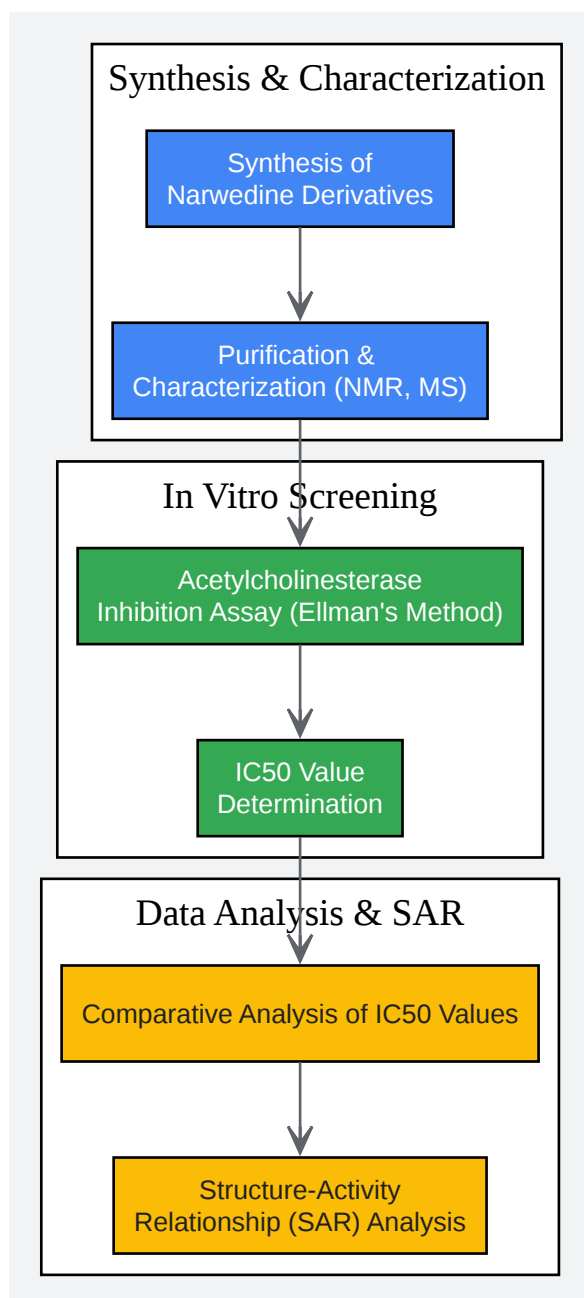 Synthesis & Characterization
Synthesis of
Narwedine Derivatives
Purification &
Characterization (NMR, MS)
In Vitro Screening
Acetylcholinesterase
Inhibition Assay (Ellman's Method)
IC50 Value
Determination
Data Analysis & SAR
Comparative Analysis of IC50 Values
Structure-Activity
Relationship (SAR) Analysis